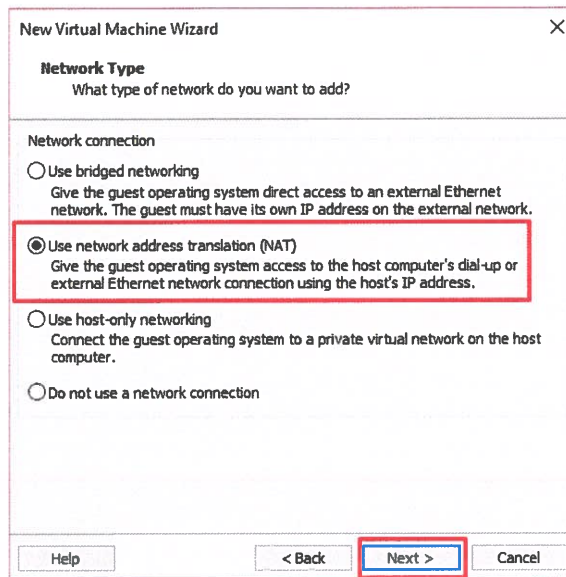 New Virtual Machine Wizard
Network Type
What type of network do you want to add?
Network connection
Use bridged networking
Give the guest operating system direct access to an external Ethernet
network. The guest must have its own IP address on the external network.
Use network address translation (NAT)
Give the guest operating system access to the host computer's dial-up or
external Ethernet network connection using the host's IP address.
Use host-only networking
Connect the guest operating system to a private virtual network on the host
computer.
Do not use a network connection
Help < Back Next > Cancel